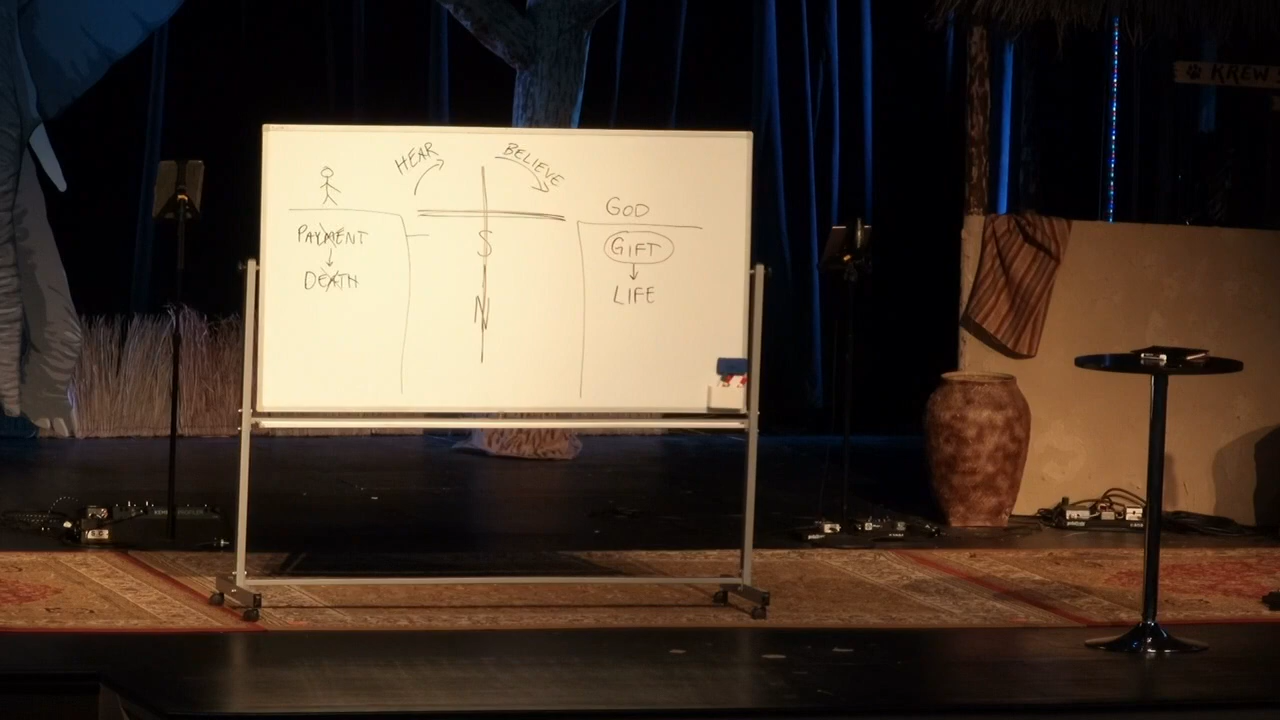 HEAR
BELIEVE
GOD
PAYMENT
DEATH
S
N
GIFT
LIFE
KREW